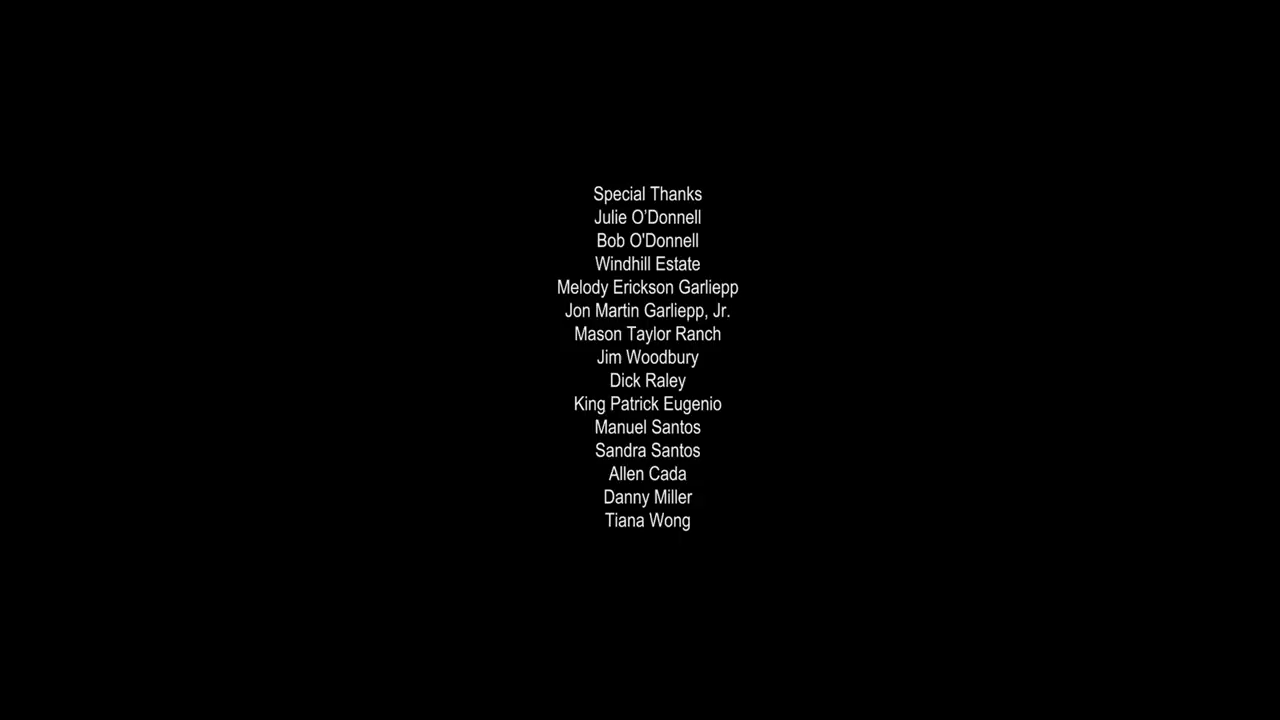 Special Thanks
Julie O’Donnell
Bob O'Donnell
Windhill Estate
Melody Erickson Garliepp
Jon Martin Garliepp, Jr.
Mason Taylor Ranch
Jim Woodbury
Dick Raley
King Patrick Eugenio
Manuel Santos
Sandra Santos
Allen Cada
Danny Miller
Tiana Wong